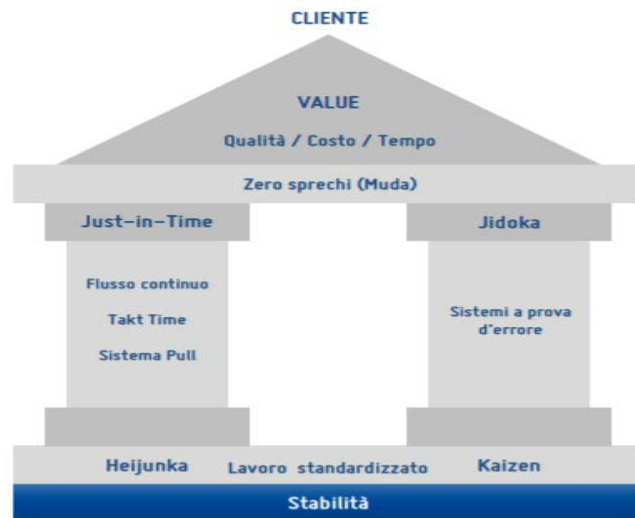 CLIENTE
VALUE
Qualità / Costo / Tempo
Zero sprechi (Muda)
Just-in-Time
Jidoka
Flusso continuo
Takt Time
Sistema Pull
Sistemi a prova
d'errore
Heijunka
Lavoro standardizzato
Kaizen
Stabilità